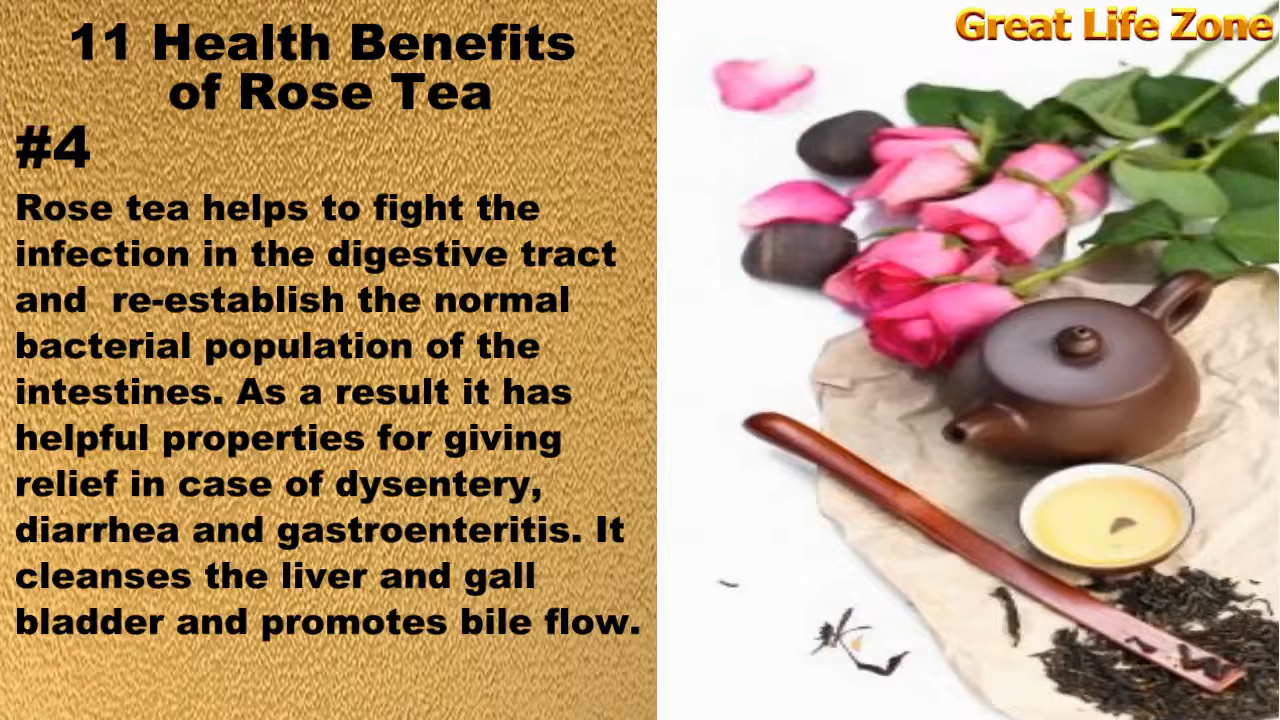 11 Health Benefits
of Rose Tea
#4
Rose tea helps to fight the
infection in the digestive tract
and  re-establish the normal
bacterial population of the
intestines. As a result it has
helpful properties for giving
relief in case of dysentery,
diarrhea and gastroenteritis. It
cleanses the liver and gall
bladder and promotes bile flow.
Great Life Zone